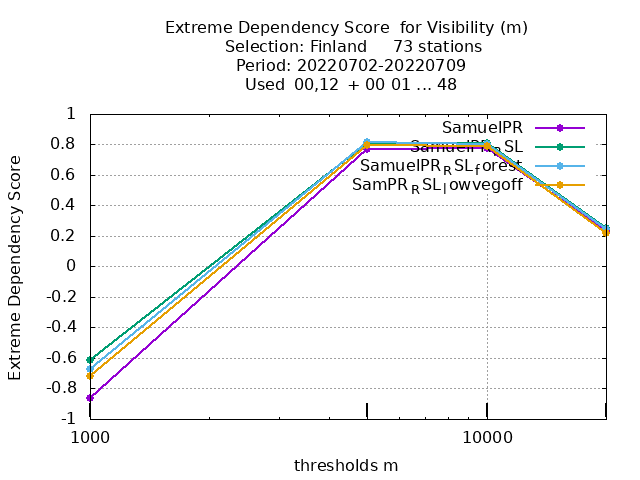 Extreme Dependency Score for Visibility (m)
Selection: Finland 73 stations
Period: 20220702-20220709
Used 00,12 + 00 01 ... 48
Extreme Dependency Score
1
0.8
0.6
0.4
0.2
0
-0.2
-0.4
-0.6
-0.8
-1
SamuelPR
SamuelPR_RSL
SamuelPR_RSL_forest
SamPR_RSL_lowvegoff
1000
10000
thresholds m